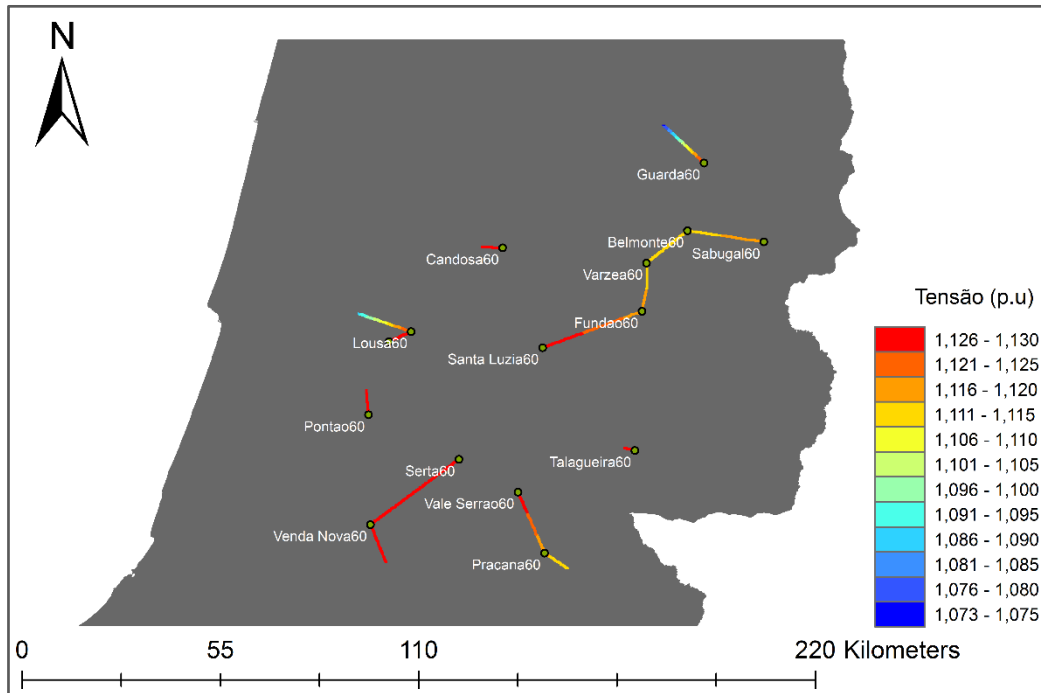 N
Guarda60
Belmonte60
Sabugal60
Candosa60
Varzea60
Fundao60
Lousa60
Santa Luzia60
Pontao60
Serta60
Talagueira60
Vale Serrao60
Venda Nova60
Pracana60
Tensão (p.u)
1,126 - 1,130
1,121 - 1,125
1,116 - 1,120
1,111 - 1,115
1,106 - 1,110
1,101 - 1,105
1,096 - 1,100
1,091 - 1,095
1,086 - 1,090
1,081 - 1,085
1,076 - 1,080
1,073 - 1,075
0 55 110 220 Kilometers